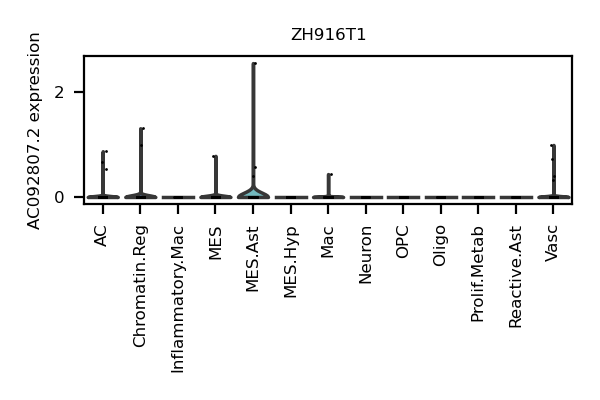 ZH916T1
AC092807.2 expression
2
0
AC
Chromatin.Reg
Inflammatory.Mac
MES
MES.Ast
MES.Hyp
Mac
Neuron
OPC
Oligo
Prolif.Metab
Reactive.Ast
Vasc